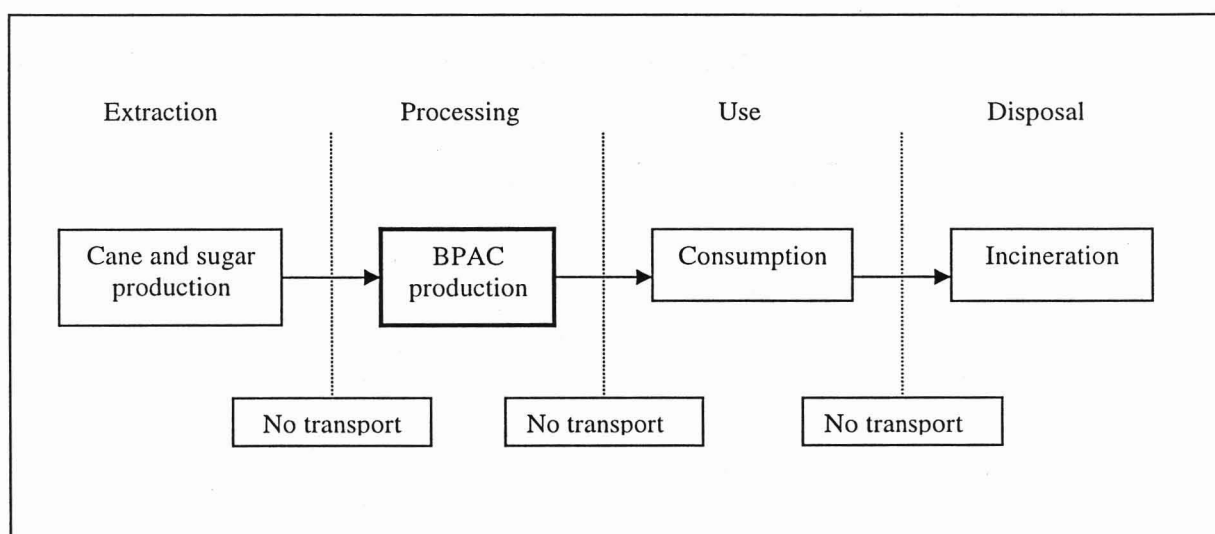 Extraction
Processing
Use
Disposal
Cane and sugar
production
BPAC
production
Consumption
Incineration
No transport
No transport
No transport